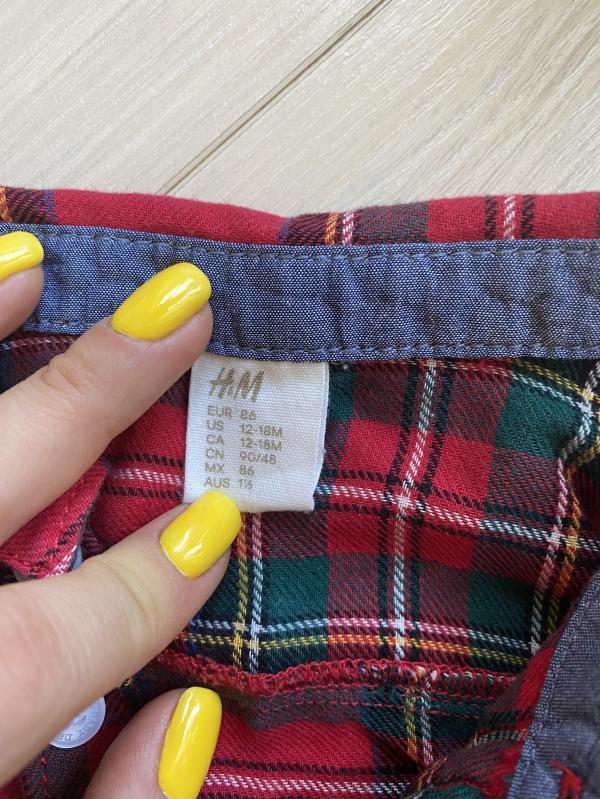 H&M
EUR 86
US 12-18M
CA 12-18M
CN 90/48
MX 86
AUS 1½